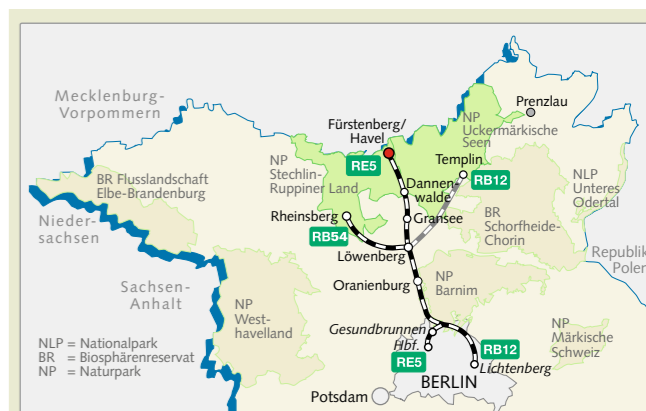 Mecklenburg-
Vorpommern
Fürstenberg/
Havel
Prenzlau
NP
Uckermärkische
Seen
Templin
RE5
RB12
NP
Stechlin-
Ruppiner Land
BR Flusslandschaft
Elbe-Brandenburg
Dannen-
walde
NLP
Unteres
Odertal
Rheinsberg
Gransee
BR
Schorfheide-
Chorin
Nieder-
sachsen
RB54
Löwenberg
Republik
Polen
Sachsen-
Anhalt
Oranienburg
NP
Barnim
NP
West-
havelland
Gesundbrunnen
Hbf.
NP
Märkische
Schweiz
NLP = Nationalpark
BR = Biosphärenreservat
NP = Naturpark
RE5
RB12
BERLIN
Lichtenberg
Potsdam